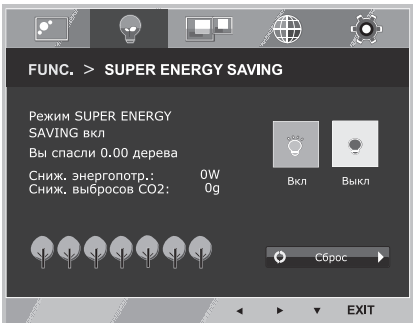 FUNC. > SUPER ENERGY SAVING
Режим SUPER ENERGY
SAVING вкл
Вы спасли 0.00 дерева
Сниж. энергопотр.: 0W
Сниж. выбросов CO2: 0g
Вкл Выкл
Сброс
EXIT